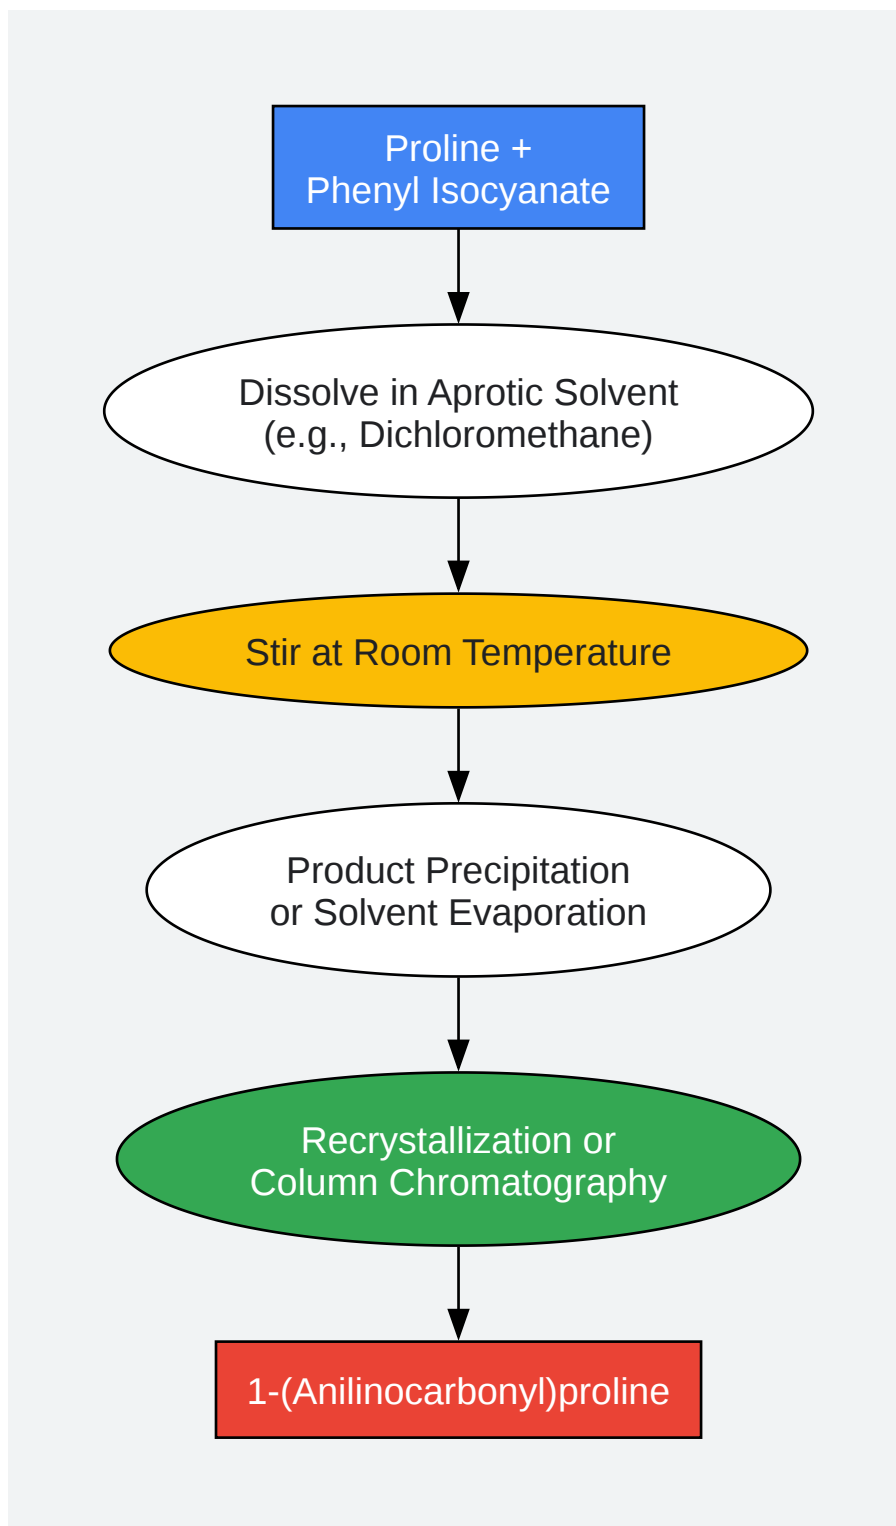 Proline +
Phenyl Isocyanate
Dissolve in Aprotic Solvent
(e.g., Dichloromethane)
Stir at Room Temperature
Product Precipitation
or Solvent Evaporation
Recrystallization or
Column Chromatography
1-(Anilinocarbonyl)proline